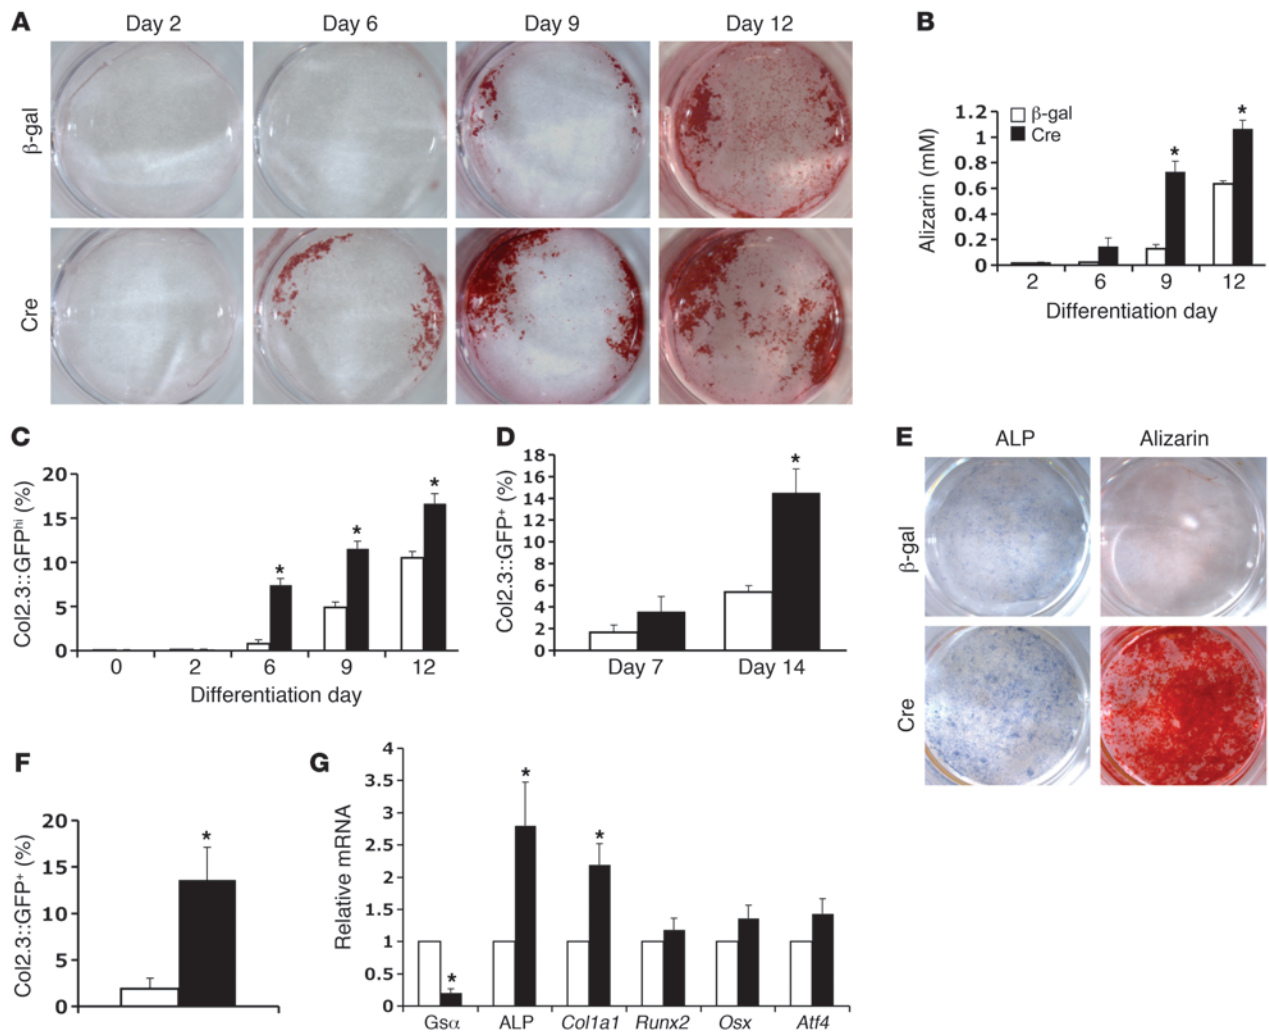 A
Day 2
Day 6
Day 9
Day 12
β-gal
Cre
B
Alizarin (mM)
1.2
1
0.8
0.6
0.4
0.2
0
β-gal
Cre
*
*
2
6
9
12
Differentiation day
C
Col2.3::GFPhi (%)
20
15
10
5
0
*
*
*
0
2
6
9
12
Differentiation day
D
Col2.3::GFP+ (%)
18
16
14
12
10
8
6
4
2
0
*
Day 7
Day 14
E
ALP
Alizarin
β-gal
Cre
F
Col2.3::GFP+ (%)
20
15
10
5
0
*
G
Relative mRNA
4
3.5
3
2.5
2
1.5
1
0.5
0
*
*
*
Gsα
ALP
Col1a1
Runx2
Osx
Atf4